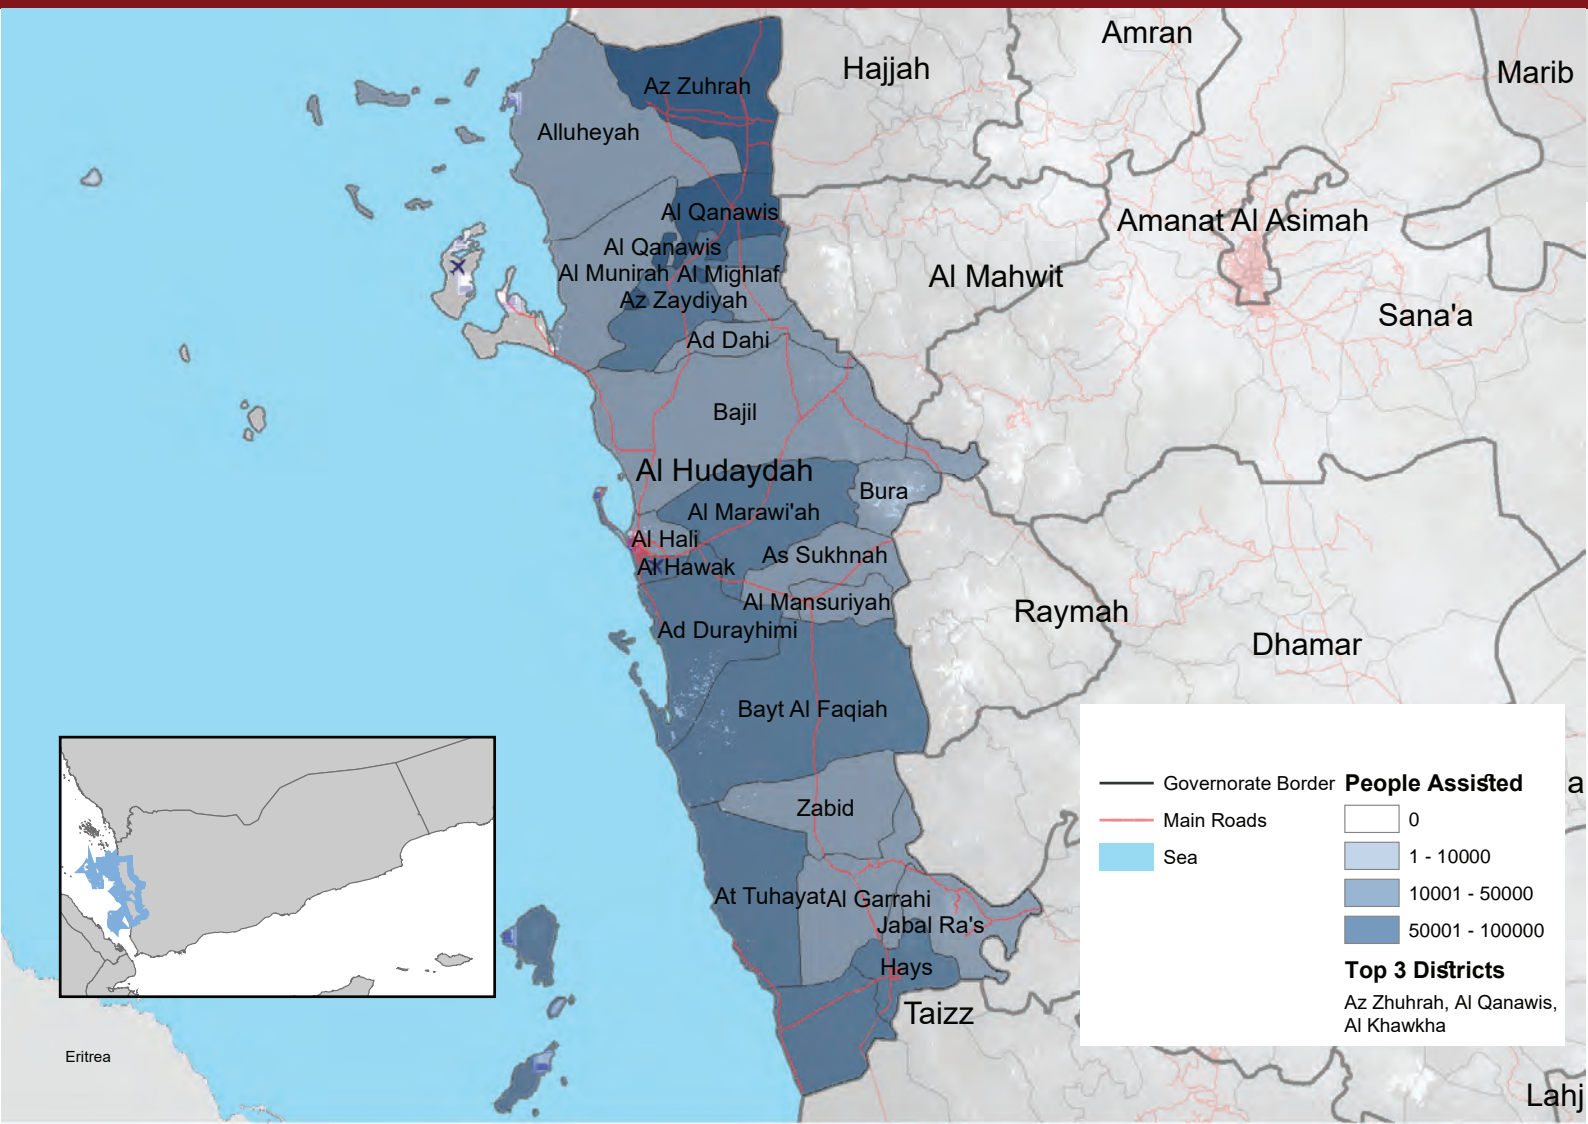 Amran
Hajjah
Marib
Az Zuhrah
Alluheyah
Al Qanawis
Amanat Al Asimah
Al Qanawis
Al Munirah
Al Mighlaf
Al Mahwit
Az Zaydiyah
Sana'a
Ad Dahi
Bajil
Al Hudaydah
Bura
Al Marawi'ah
Al Hali
As Sukhnah
Al Hawak
Al Mansuriyah
Raymah
Ad Durayhimi
Dhamar
Bayt Al Faqiah
Zabid
At Tuhayat
Al Garrahi
Jabal Ra's
Hays
Taizz
Eritrea
Lahj
a
Governorate Border
Main Roads
Sea
People Assisted
0
1 - 10000
10001 - 50000
50001 - 100000
Top 3 Districts
Az Zhuhrah, Al Qanawis,
Al Khawkha